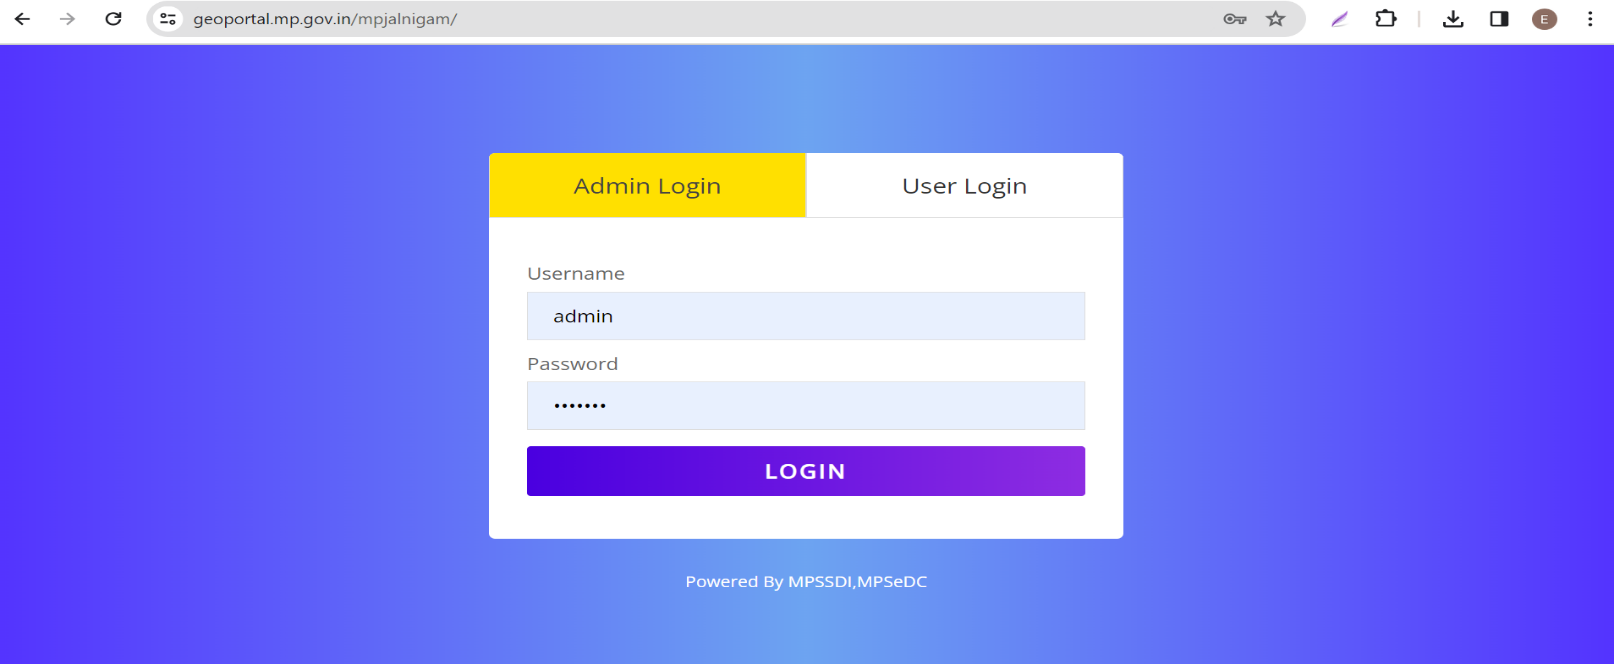 geoportal.mp.gov.in/mpjalnigam/
E
Admin Login
User Login
Username
admin
Password
•••••••
LOGIN
Powered By MPSSDI,MPSeDC